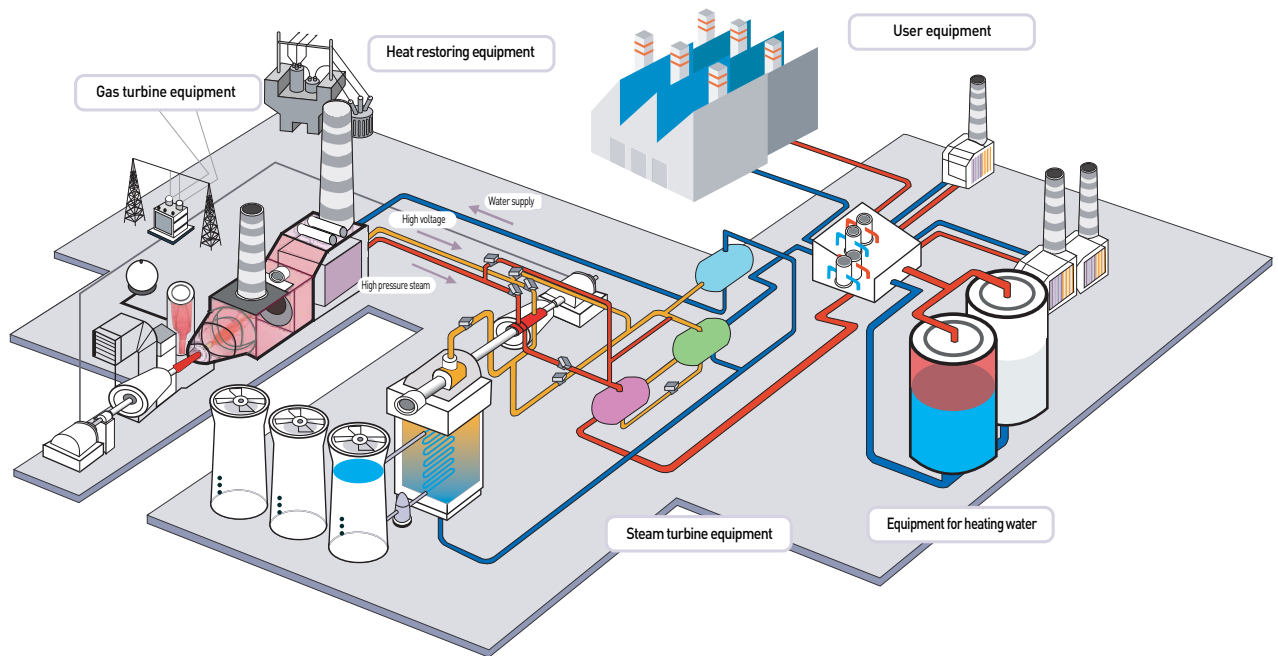 User equipment
Heat restoring equipment
Gas turbine equipment
Water supply
High voltage
High pressure steam
Steam turbine equipment
Equipment for heating water